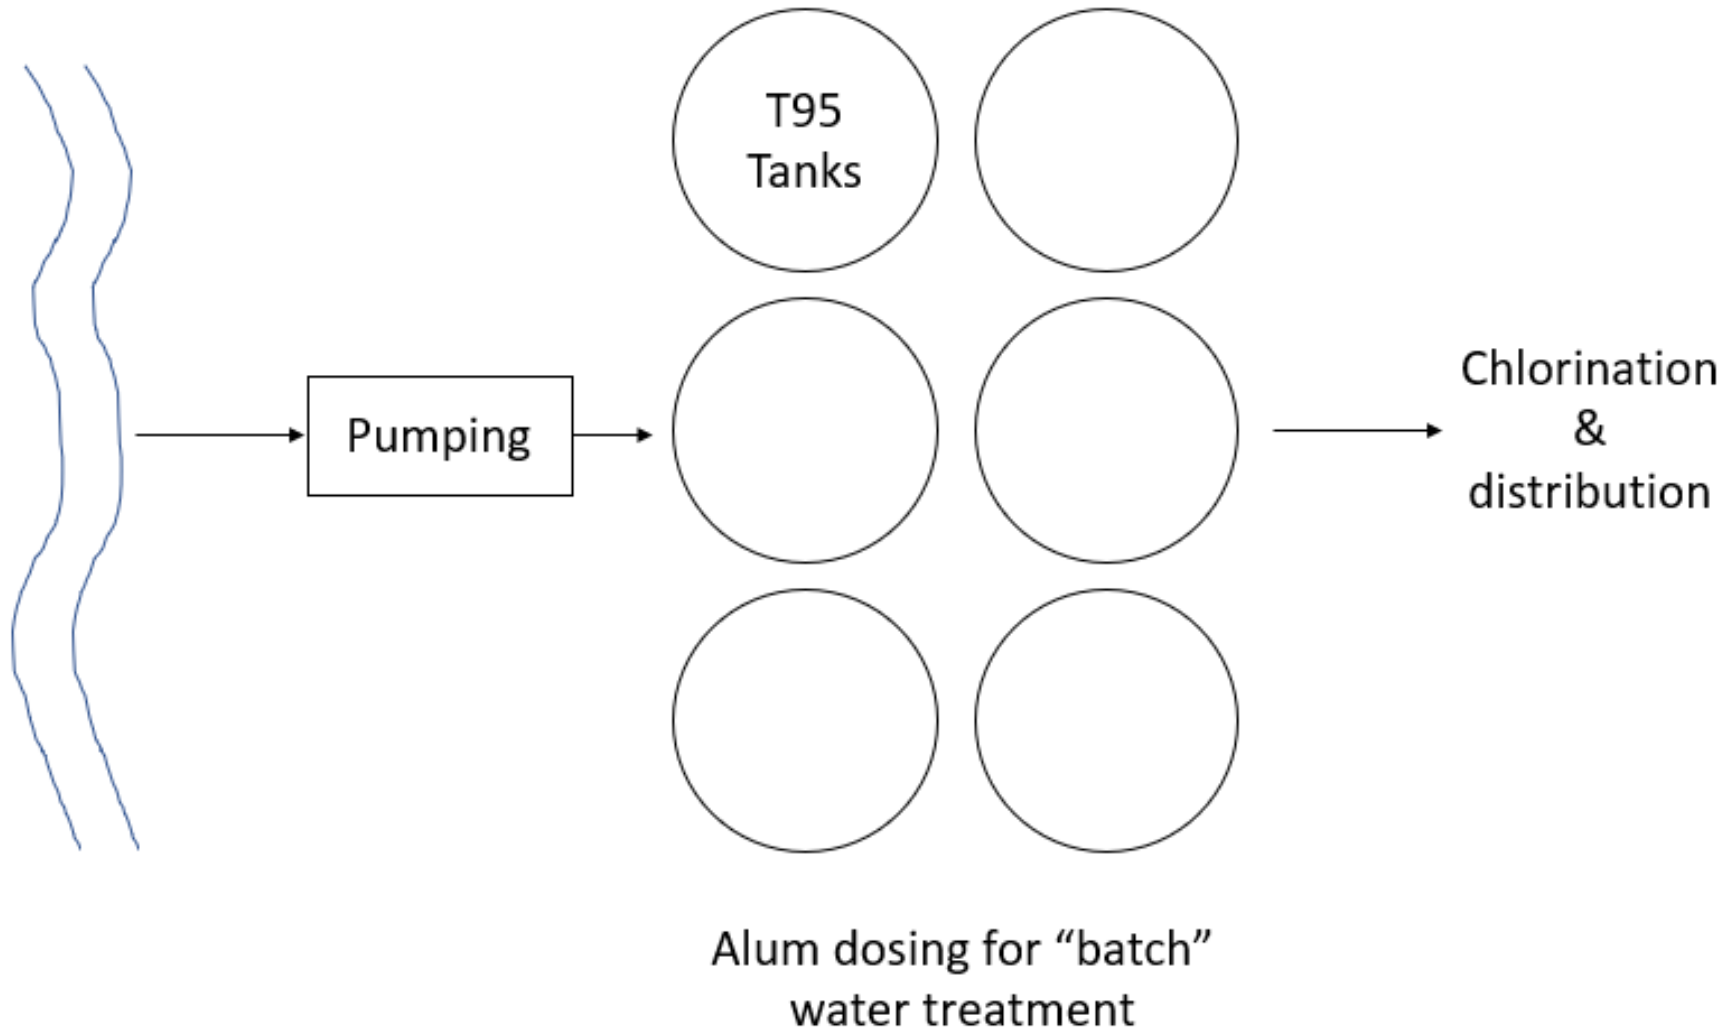 T95
Tanks
Pumping
Chlorination
&
distribution
Alum dosing for “batch”
water treatment